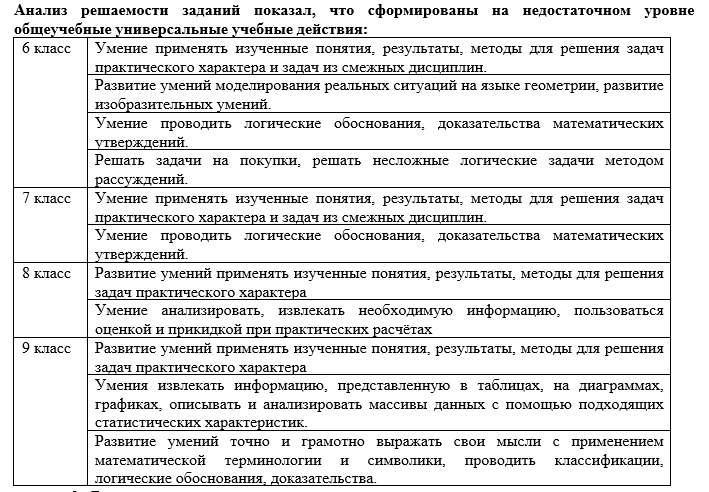 Анализ решаемости заданий показал, что сформированы на недостаточном уровне
общеучебные универсальные учебные действия:
6 класс
Умение применять изученные понятия, результаты, методы для решения задач
практического характера и задач из смежных дисциплин.
Развитие умений моделирования реальных ситуаций на языке геометрии, развитие
изобразительных умений.
Умение проводить логические обоснования, доказательства математических
утверждений.
Решать задачи на покупки, решать несложные логические задачи методом
рассуждений.
7 класс
Умение применять изученные понятия, результаты, методы для решения задач
практического характера и задач из смежных дисциплин.
Умение проводить логические обоснования, доказательства математических
утверждений.
8 класс
Развитие умений применять изученные понятия, результаты, методы для решения
задач практического характера
Умение анализировать, извлекать необходимую информацию, пользоваться
оценкой и прикидкой при практических расчётах
9 класс
Развитие умений применять изученные понятия, результаты, методы для решения
задач практического характера
Умения извлекать информацию, представленную в таблицах, на диаграммах,
графиках, описывать и анализировать массивы данных с помощью подходящих
статистических характеристик.
Развитие умений точно и грамотно выражать свои мысли с применением
математической терминологии и символики, проводить классификации,
логические обоснования, доказательства.